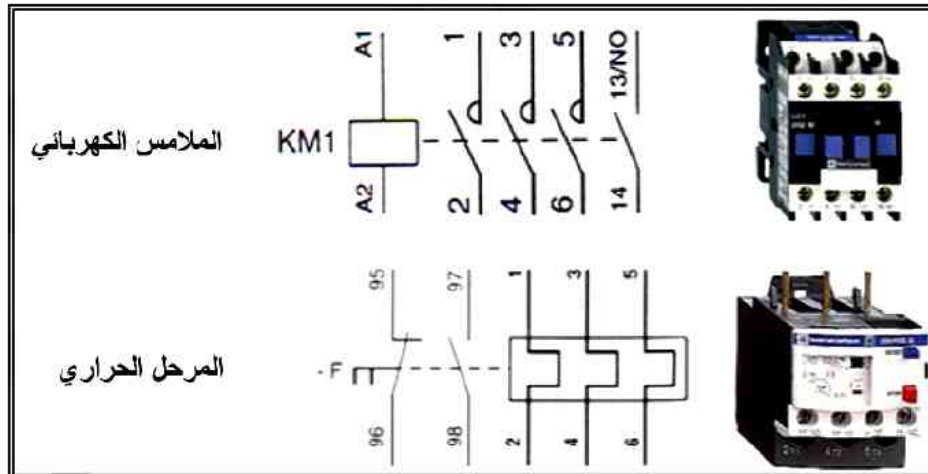 A1
1 3 5 13/NO
الملامس الكهربائي
KM1
A2
2 4 6 14
95 97 1 3 5
المرحل الحراري
- F
96 98 2 4 6